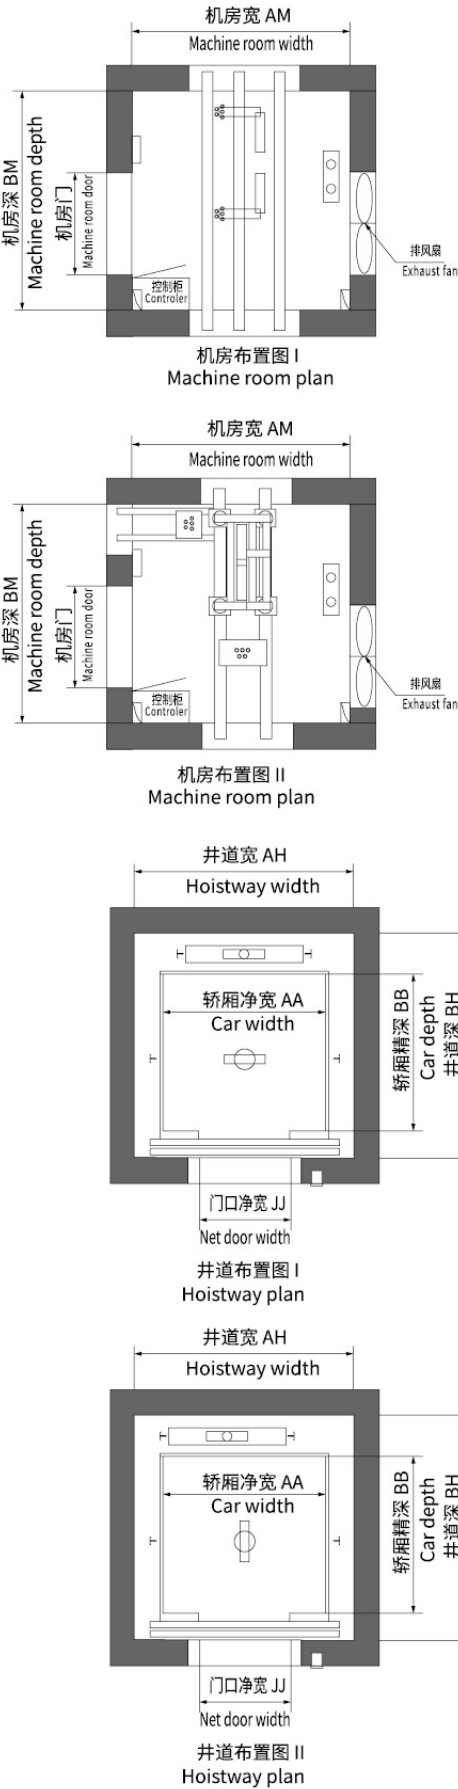 机房宽 AM
Machine room width
机房深 BM
Machine room depth
机房门
Machine room door
控制柜
Controler
排风扇
Exhaust fan
机房布置图 I
Machine room plan
机房宽 AM
Machine room width
机房深 BM
Machine room depth
机房门
Machine room door
控制柜
Controler
排风扇
Exhaust fan
机房布置图 II
Machine room plan
井道宽 AH
Hoistway width
轿厢净宽 AA
Car width
轿厢精深 BB
Car depth
井道深 BH
门口净宽 JJ
Net door width
井道布置图 I
Hoistway plan
井道宽 AH
Hoistway width
轿厢净宽 AA
Car width
轿厢精深 BB
Car depth
井道深 BH
门口净宽 JJ
Net door width
井道布置图 II
Hoistway plan